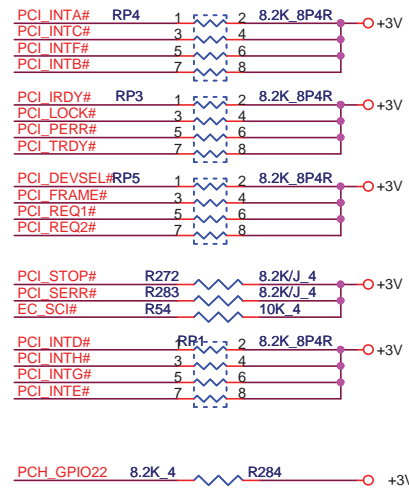 PCI_INTA# RP4 1 2 8.2K_8P4R +3V
PCI_INTC# 3 4
PCI_INTF# 5 6
PCI_INTB# 7 8
PCI_IRDY# RP3 1 2 8.2K_8P4R +3V
PCI_LOCK# 3 4
PCI_PERR# 5 6
PCI_TRDY# 7 8
PCI_DEVSEL# RP5 1 2 8.2K_8P4R +3V
PCI_FRAME# 3 4
PCI_REQ1# 5 6
PCI_REQ2# 7 8
PCI_STOP# R272 8.2K/J_4 +3V
PCI_SERR# R283 8.2K/J_4
EC_SCI# R54 10K_4
PCI_INTD# RP1 1 2 8.2K_8P4R +3V
PCI_INTH# 3 4
PCI_INTG# 5 6
PCI_INTE# 7 8
PCH_GPIO22 8.2K_4 R284 +3V